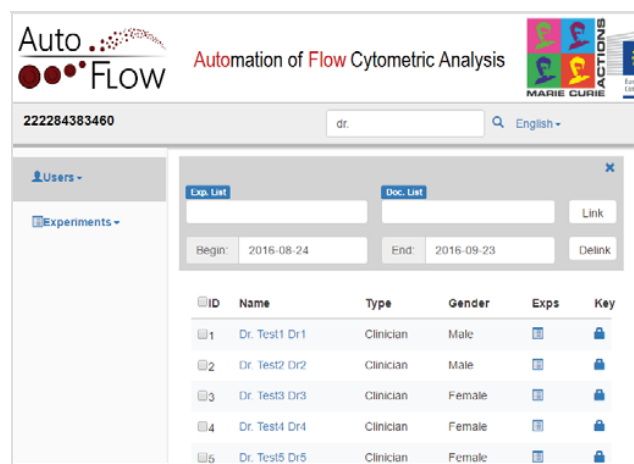 Auto
FLOW
Automation of Flow Cytometric Analysis
MARIE CURIE
ACTIONS
222284383460
dr.
English
Users
Experiments
Exp. List
Doc. List
Link
Begin: 2016-08-24
End: 2016-09-23
Delink
ID Name Type Gender Exps Key
1 Dr. Test1 Dr1 Clinician Male
2 Dr. Test2 Dr2 Clinician Male
3 Dr. Test3 Dr3 Clinician Female
4 Dr. Test4 Dr4 Clinician Female
5 Dr. Test5 Dr5 Clinician Female